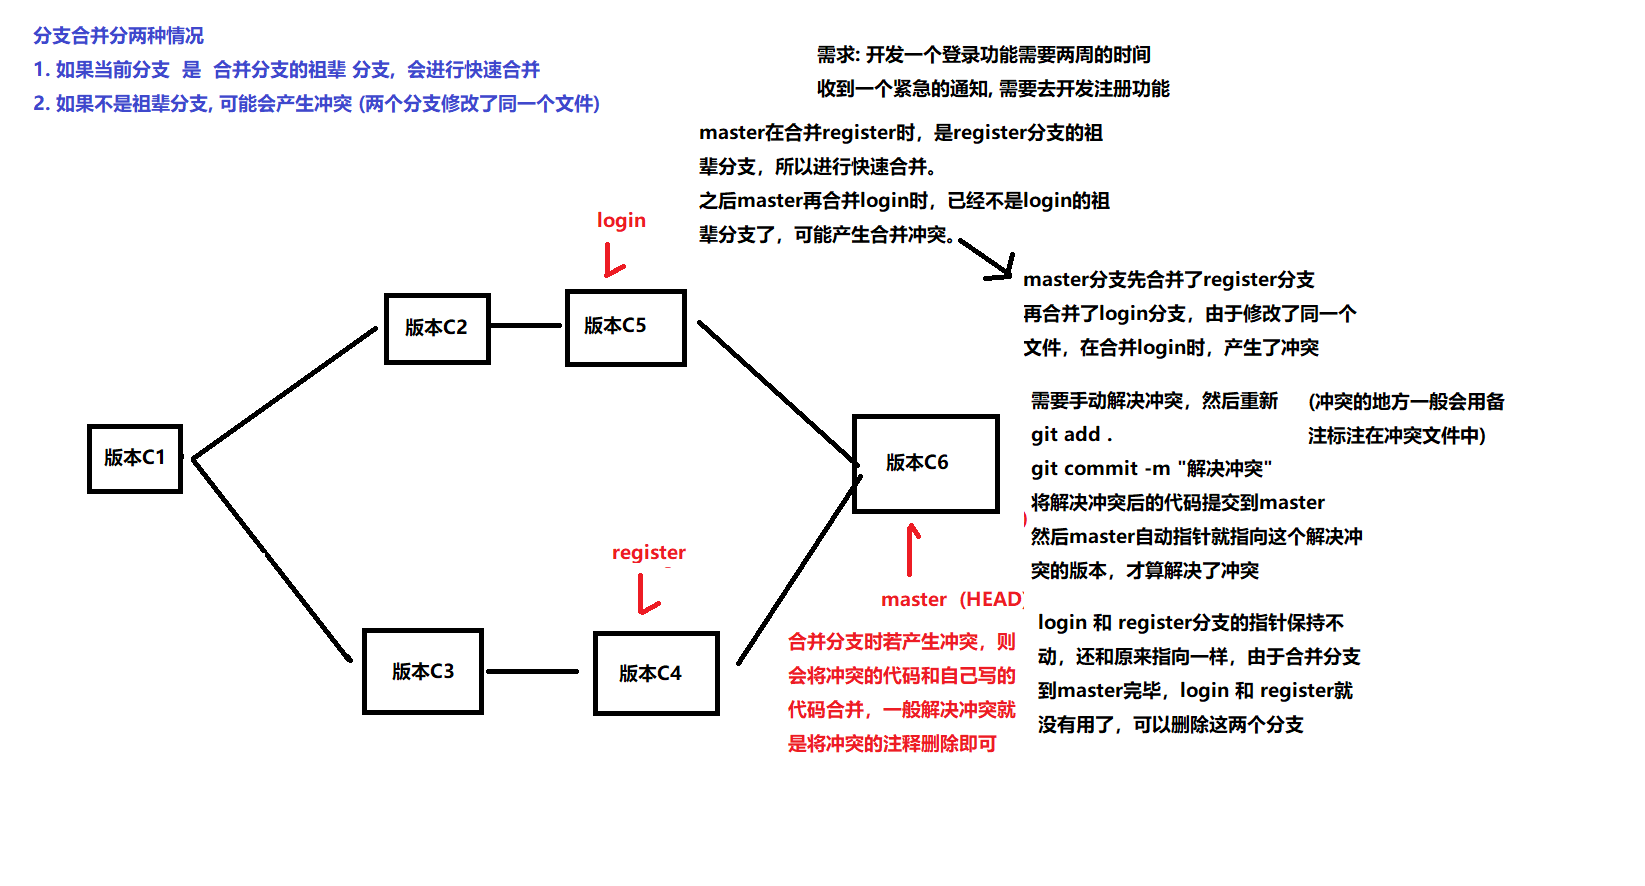 分支合并分两种情况
1. 如果当前分支 是 合并分支的祖辈 分支, 会进行快速合并
2. 如果不是祖辈分支, 可能会产生冲突 (两个分支修改了同一个文件)
需求: 开发一个登录功能需要两周的时间
收到一个紧急的通知, 需要去开发注册功能
master在合并register时，是register分支的祖
辈分支，所以进行快速合并。
之后master再合并login时，已经不是login的祖
辈分支了，可能产生合并冲突。
master分支先合并了register分支
再合并了login分支，由于修改了同一个
文件，在合并login时，产生了冲突
login
版本C2
版本C5
版本C1
版本C6
register
版本C3
版本C4
master (HEAD)
需要手动解决冲突，然后重新
git add .
git commit -m "解决冲突"
将解决冲突后的代码提交到master
然后master自动指针就指向这个解决冲
突的版本，才算解决了冲突
(冲突的地方一般会用备
注标注在冲突文件中)
合并分支时若产生冲突，则
会将冲突的代码和自己写的
代码合并，一般解决冲突就
是将冲突的注释删除即可
login 和 register分支的指针保持不
动，还和原来指向一样，由于合并分支
到master完毕，login 和 register就
没有用了，可以删除这两个分支